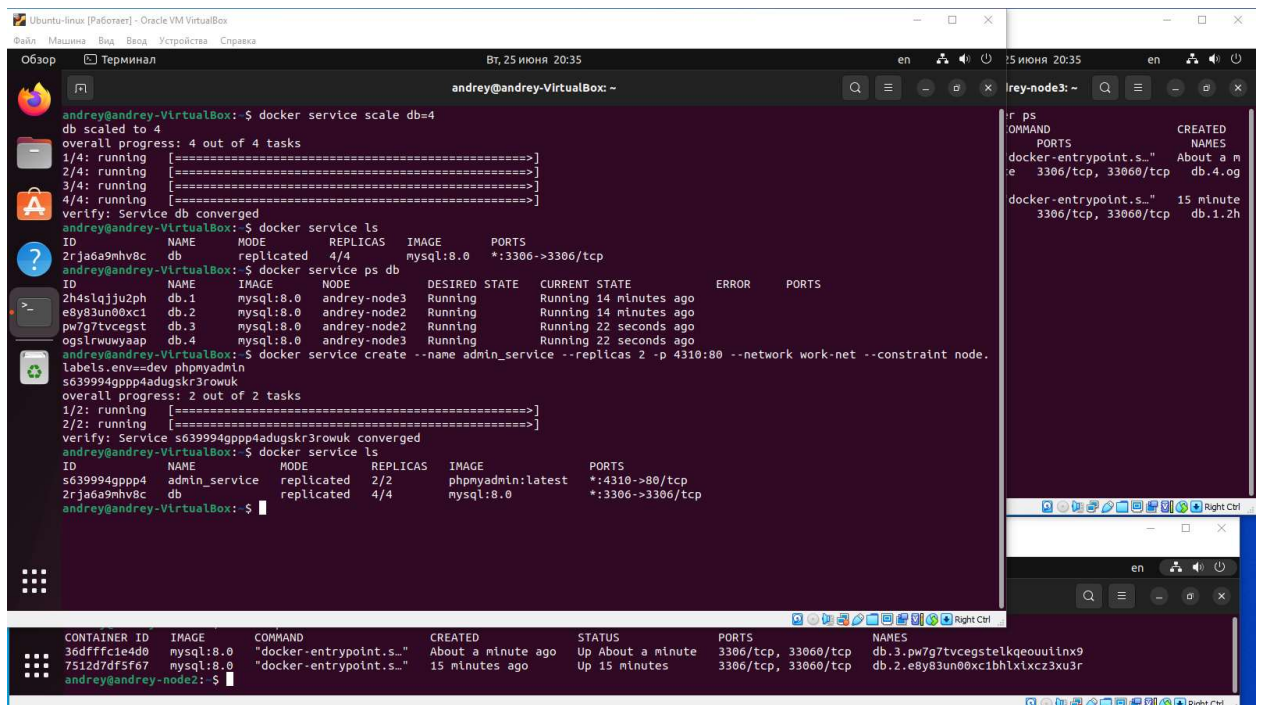 Ubuntu-linux [Работает] - Oracle VM VirtualBox
Файл Машина Вид Ввод Устройства Справка
Обзор Терминал Вт, 25 июня 20:35 en
andrey@andrey-VirtualBox: ~
andrey@andrey-VirtualBox:~$ docker service scale db=4
db scaled to 4
overall progress: 4 out of 4 tasks
1/4: running [==================================================>]
2/4: running [==================================================>]
3/4: running [==================================================>]
4/4: running [==================================================>]
verify: Service db converged
andrey@andrey-VirtualBox:~$ docker service ls
ID NAME MODE REPLICAS IMAGE PORTS
2rja6a9mhv8c db replicated 4/4 mysql:8.0 *:3306->3306/tcp
andrey@andrey-VirtualBox:~$ docker service ps db
ID NAME IMAGE NODE DESIRED STATE CURRENT STATE ERROR PORTS
2h4slqjju2ph db.1 mysql:8.0 andrey-node3 Running Running 14 minutes ago
e8y83un00xc1 db.2 mysql:8.0 andrey-node2 Running Running 14 minutes ago
pw7g7tvcegst db.3 mysql:8.0 andrey-node2 Running Running 22 seconds ago
ogslrwuwyaap db.4 mysql:8.0 andrey-node3 Running Running 22 seconds ago
andrey@andrey-VirtualBox:~$ docker service create --name admin_service --replicas 2 -p 4310:80 --network work-net --constraint node.
labels.env==dev phpmyadmin
s639994gppp4adugskr3rowuk
overall progress: 2 out of 2 tasks
1/2: running [==================================================>]
2/2: running [==================================================>]
verify: Service s639994gppp4adugskr3rowuk converged
andrey@andrey-VirtualBox:~$ docker service ls
ID NAME MODE REPLICAS IMAGE PORTS
s639994gppp4 admin_service replicated 2/2 phpmyadmin:latest *:4310->80/tcp
2rja6a9mhv8c db replicated 4/4 mysql:8.0 *:3306->3306/tcp
andrey@andrey-VirtualBox:~$
Right Ctrl
25 июня 20:35 en
rey-node3: ~
er ps
OMMAND CREATED
PORTS NAMES
docker-entrypoint.s…" About a m
e 3306/tcp, 33060/tcp db.4.og
docker-entrypoint.s…" 15 minute
3306/tcp, 33060/tcp db.1.2h
Right Ctrl
en
CONTAINER ID IMAGE COMMAND CREATED STATUS PORTS NAMES
36dfffc1e4d0 mysql:8.0 "docker-entrypoint.s…" About a minute ago Up About a minute 3306/tcp, 33060/tcp db.3.pw7g7tvcegstelkqeouuiinx9
7512d7df5f67 mysql:8.0 "docker-entrypoint.s…" 15 minutes ago Up 15 minutes 3306/tcp, 33060/tcp db.2.e8y83un00xc1bhlxixcz3xu3r
andrey@andrey-node2:~$
Right Ctrl